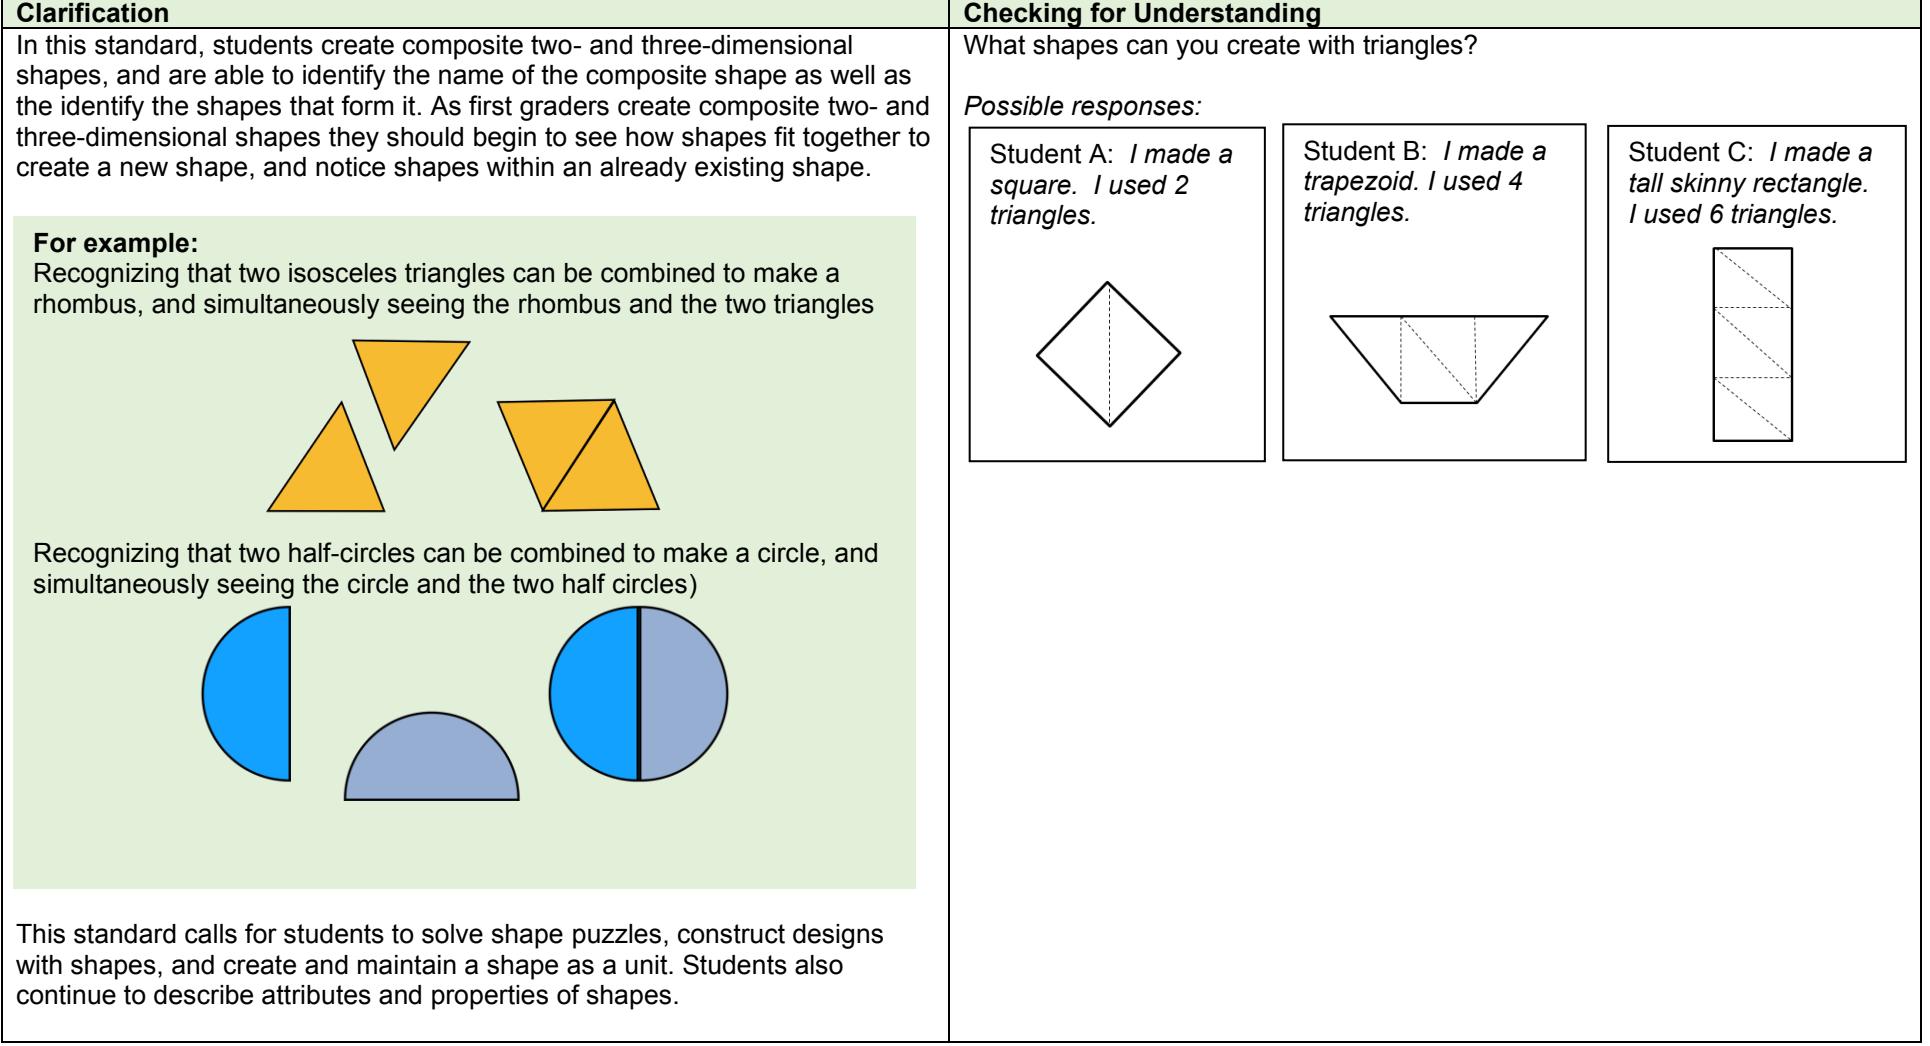 Clarification
In this standard, students create composite two- and three-dimensional
shapes, and are able to identify the name of the composite shape as well as
the identify the shapes that form it. As first graders create composite two- and
three-dimensional shapes they should begin to see how shapes fit together to
create a new shape, and notice shapes within an already existing shape.
For example:
Recognizing that two isosceles triangles can be combined to make a
rhombus, and simultaneously seeing the rhombus and the two triangles
Recognizing that two half-circles can be combined to make a circle, and
simultaneously seeing the circle and the two half circles)
This standard calls for students to solve shape puzzles, construct designs
with shapes, and create and maintain a shape as a unit. Students also
continue to describe attributes and properties of shapes.
Checking for Understanding
What shapes can you create with triangles?
Possible responses:
Student A: I made a
square. I used 2
triangles.
Student B: I made a
trapezoid. I used 4
triangles.
Student C: I made a
tall skinny rectangle.
I used 6 triangles.